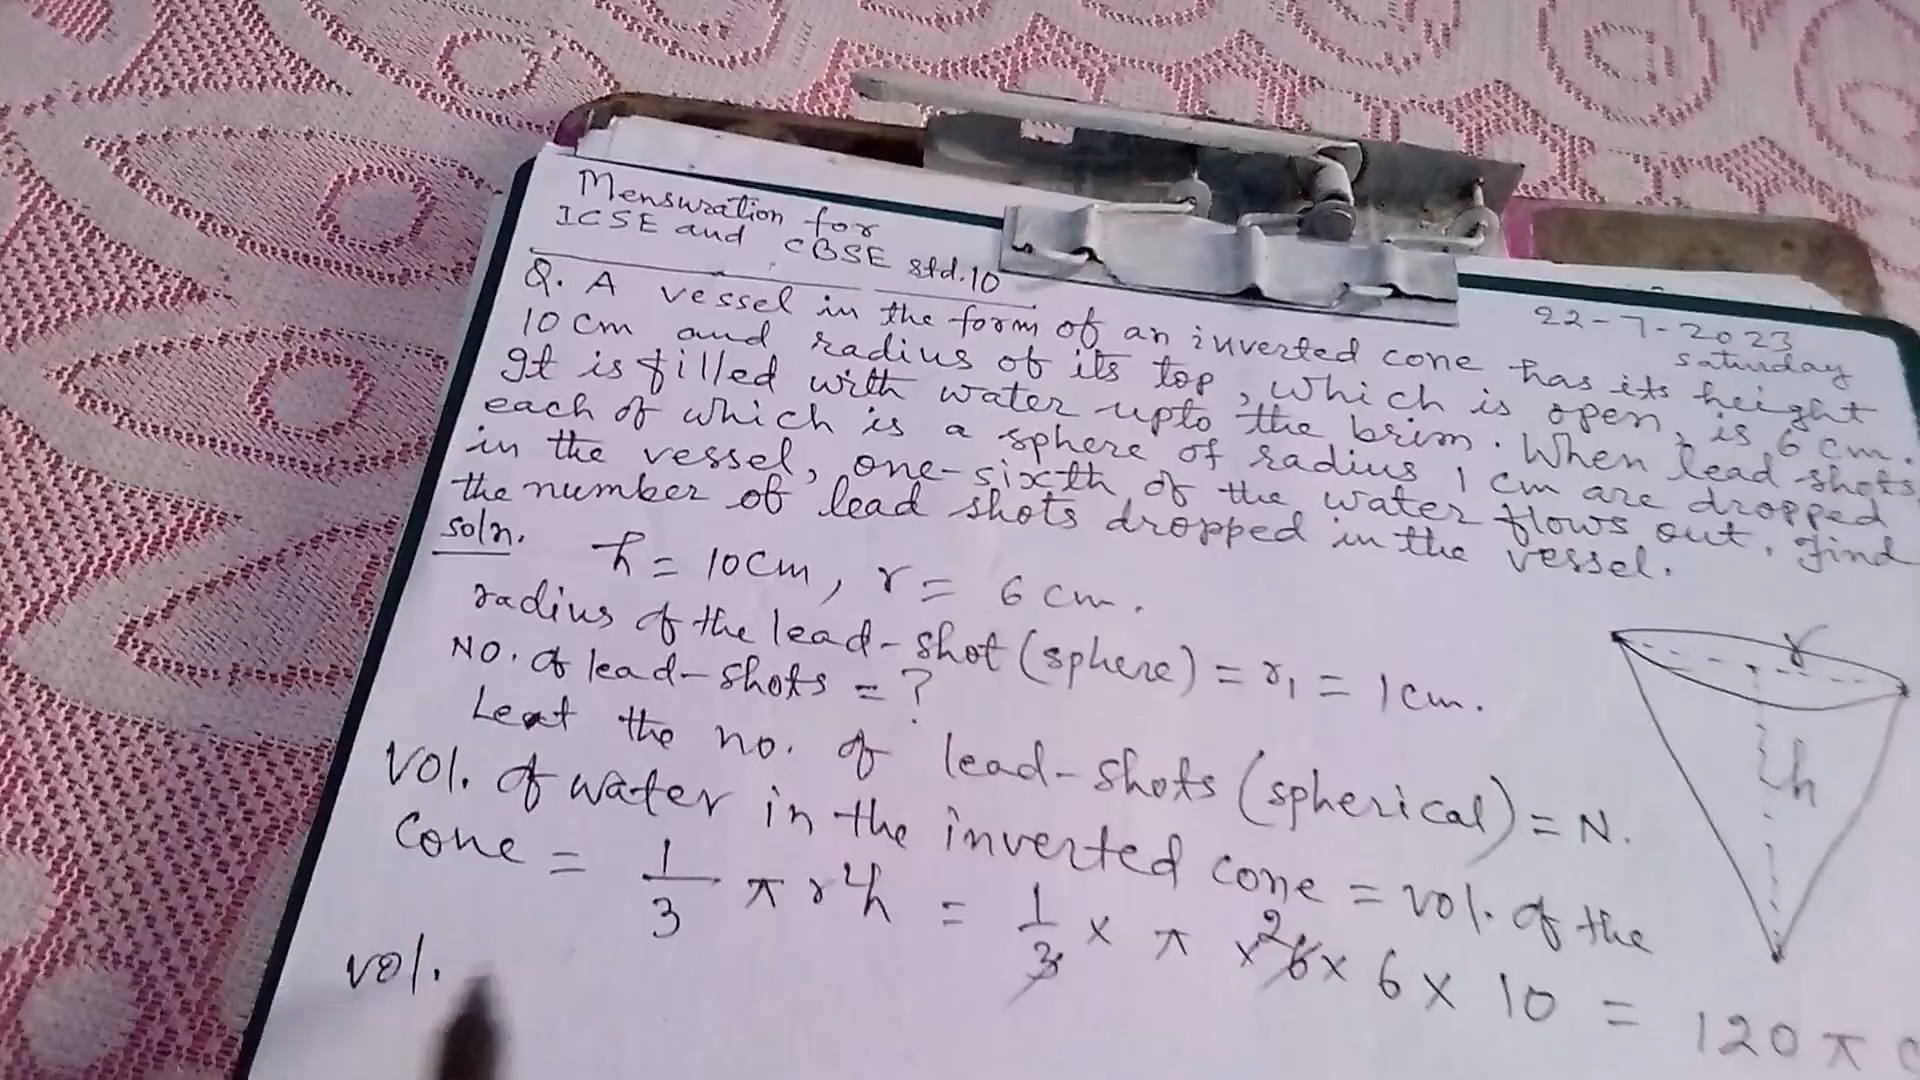 Mensuration for
ICSE and CBSE std.10
22-7-2023
saturday
Q. A vessel in the form of an inverted cone has its height
10 cm and radius of its top, which is open, is 6 cm.
It is filled with water upto the brim. When lead shots,
each of which is a sphere of radius 1 cm are dropped
in the vessel, one-sixth of the water flows out. Find
the number of lead shots dropped in the vessel.
soln. h = 10cm, r = 6 cm.
radius of the lead-shot (sphere) = r₁ = 1cm.
NO. of lead-shots = ?
Leat the no. of lead-shots (spherical) = N.
Vol. of water in the inverted cone = vol. of the
Cone = 1/3 π r²h = 1/3 × π × 6 2 × 6 × 10 = 120 π
vol.
r
h